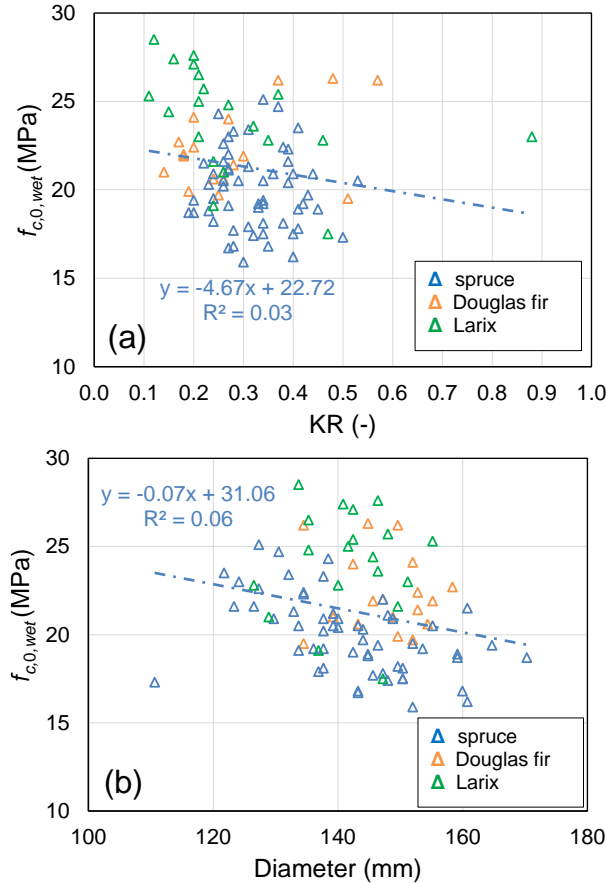 30
25
20
15
10
f_c,0,wet (MPa)
y = -4.67x + 22.72
R² = 0.03
(a)
spruce
Douglas fir
Larix
0.0 0.1 0.2 0.3 0.4 0.5 0.6 0.7 0.8 0.9 1.0
KR (-)
30
25
20
15
10
f_c,0,wet (MPa)
y = -0.07x + 31.06
R² = 0.06
(b)
spruce
Douglas fir
Larix
100 120 140 160 180
Diameter (mm)